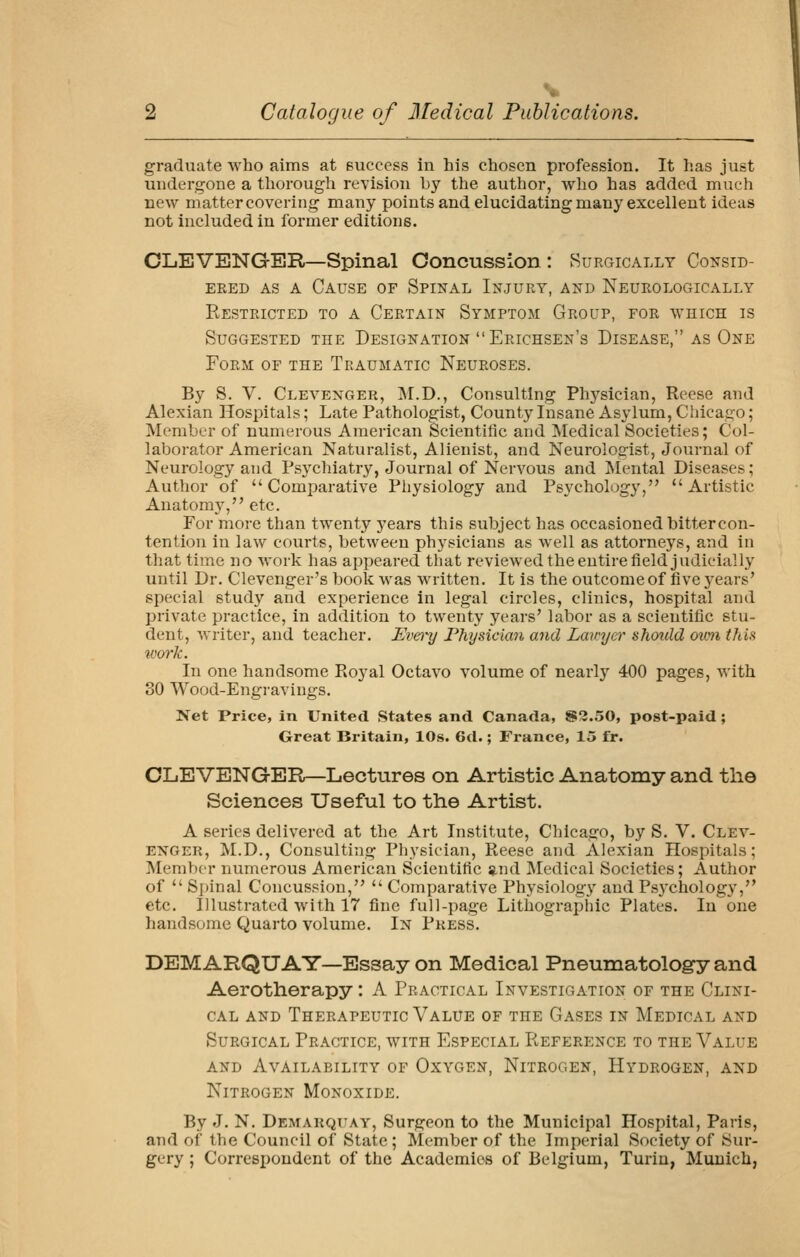 2 Catalogue of Medical Publications.
graduate who aims at success in his chosen profession. It has just
undergone a thorough revision by the author, who has added much
new matter covering many points and elucidating many excellent ideas
not included in former editions.
CLEVENGER—Spinal Concussion: Surgically Consid-
ered as a Cause of Spinal Injury, and Neurologically
Restricted to a Certain Symptom Group, for which is
Suggested the Designation "Erichsen's Disease," as One
Form of the Traumatic Neuroses.
By S. V. Clevenger, M.D., Consulting Physician, Reese and
Alexian Hospitals; Late Pathologist, County Insane Asylum, Chicago;
Member of numerous American Scientific and Medical Societies; Col-
laborator American Naturalist, Alienist, and Neurologist, Journal of
Neurology and Psychiatry, Journal of Nervous and Mental Diseases;
Author of "Comparative Physiology and Psychology," "Artistic
Anatomy," etc.
For more than twenty years this subject has occasioned bitter con-
tention in law courts, between physicians as well as attorneys, and in
that time no work has appeared that reviewed the entire field judicially
until Dr. Clevenger's book was written. It is the outcome of five years'
special study and experience in legal circles, clinics, hospital and
private practice, in addition to twenty years' labor as a scientific stu-
dent, writer, and teacher. Every Physician and Lawyer should own this
work.
In one handsome Royal Octavo volume of nearly 400 pages, with
30 Wood-Engravings.
Net Price, in United States and Canada, $2.50, post-paid;
Great Britain, 10s. 6d.; France, 15 fr.
CLEVENGER—Lectures on Artistic Anatomy and the
Sciences Useful to the Artist.
A series delivered at the Art Institute, Chicago, by S. V. Clev-
enger, M.D., Consulting Physician, Reese and Alexian Hospitals;
Member numerous American Scientific and Medical Societies; Author
of "Spinal Concussion," "Comparative Physiology and Psychology,"
etc. Illustrated with 17 fine full-page Lithographic Plates. In one
handsome Quarto volume. In Press.
DEMARQUAY—Essay on Medical Pneumatology and
Aerotherapy: A Practical Investigation of the Clini-
cal and Therapeutic Value of the Gases in Medical and
Surgical Practice, with Especial Reference to the Value
and Availability of Oxygen, Nitrogen, Hydrogen, and
Nitrogen Monoxide.
By J. N. Demarquay, Surgeon to the Municipal Hospital, Paris,
and of the Council of State; Member of the Imperial Society of Sur-
gery; Correspondent of the Academies of Belgium, Turin, Munich,